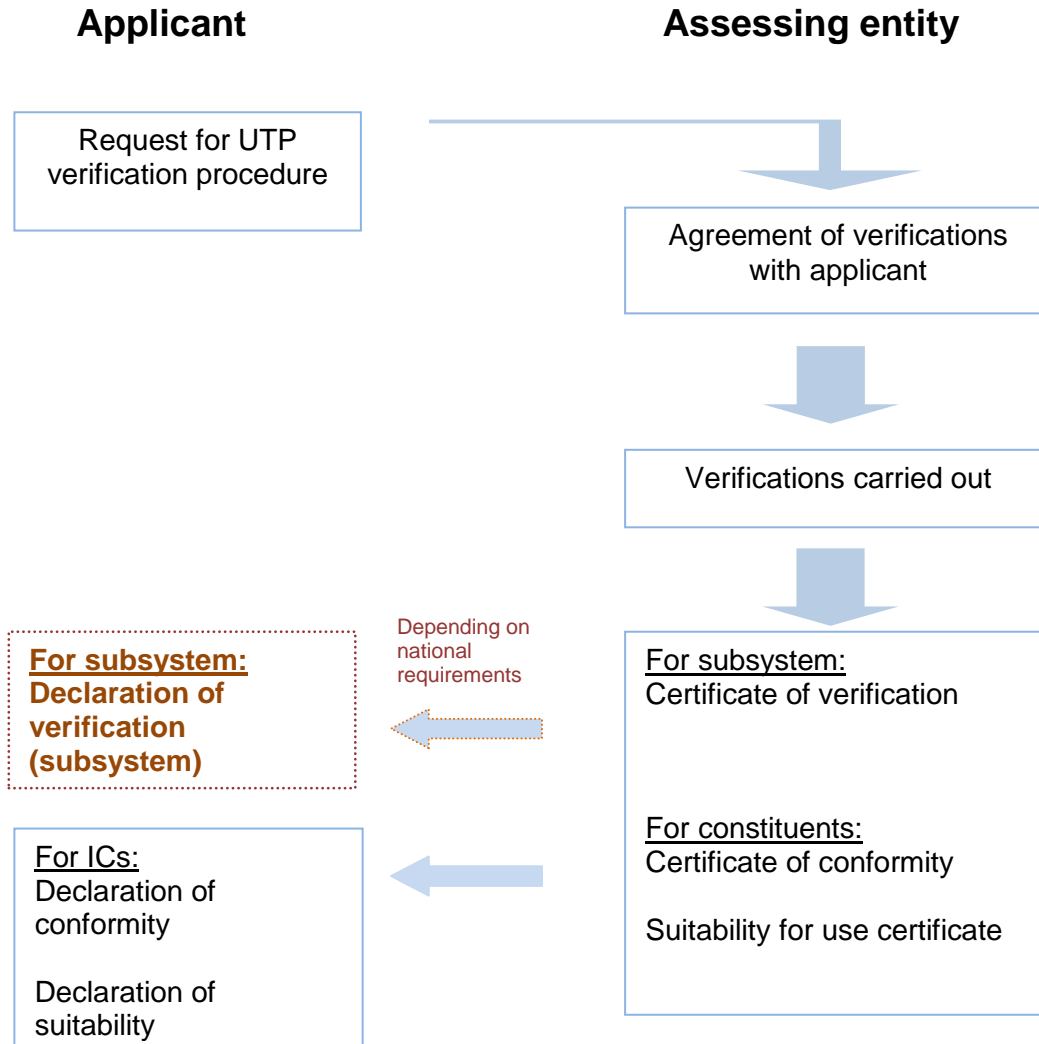 Applicant
Assessing entity
Request for UTP
verification procedure
Agreement of verifications
with applicant
Verifications carried out
For subsystem:
Declaration of
verification
(subsystem)
Depending on
national
requirements
For subsystem:
Certificate of verification
For constituents:
Certificate of conformity
Suitability for use certificate
For ICs:
Declaration of
conformity
Declaration of
suitability